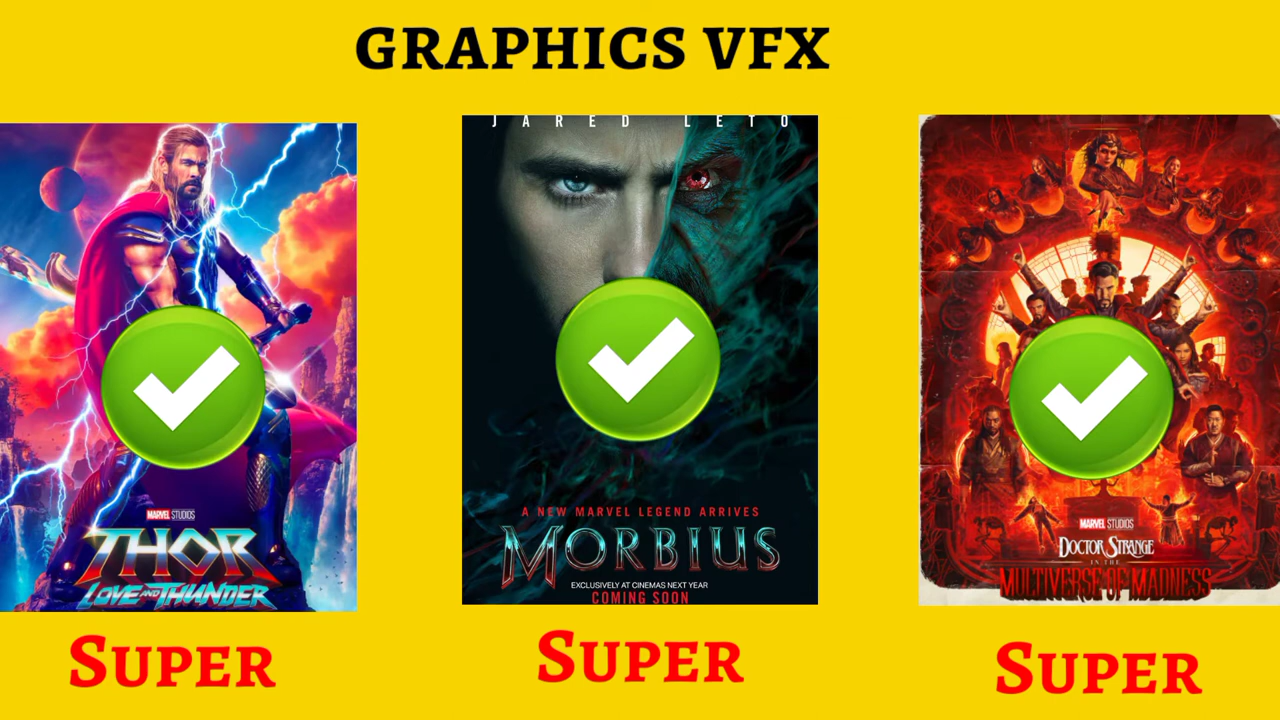 GRAPHICS VFX
MARVEL STUDIOS
THOR
LOVE AND THUNDER
SUPER
JARED LETO
A NEW MARVEL LEGEND ARRIVES
MORBIUS
EXCLUSIVELY AT CINEMAS NEXT YEAR
COMING SOON
SUPER
MARVEL STUDIOS
DOCTOR STRANGE
IN THE
MULTIVERSE OF MADNESS
SUPER